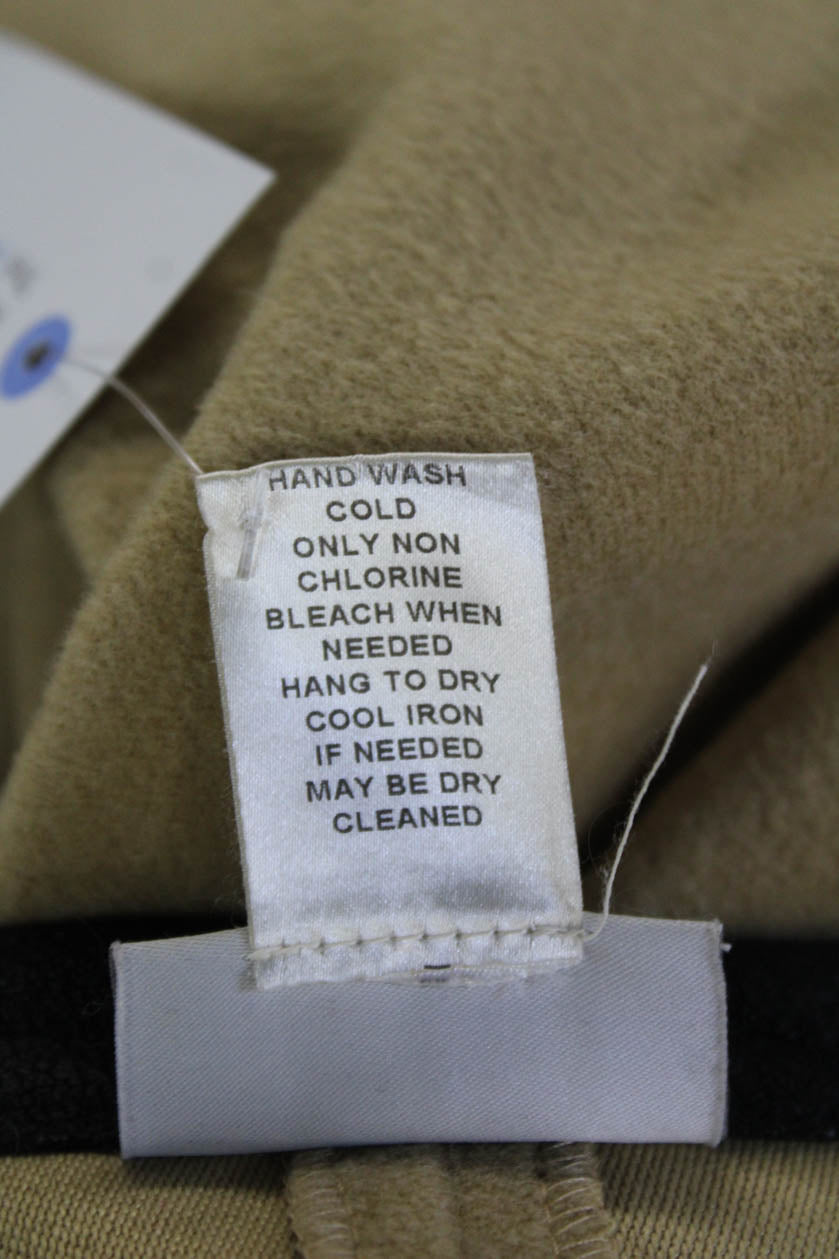 HAND WASH
COLD
ONLY NON
CHLORINE
BLEACH WHEN
NEEDED
HANG TO DRY
COOL IRON
IF NEEDED
MAY BE DRY
CLEANED